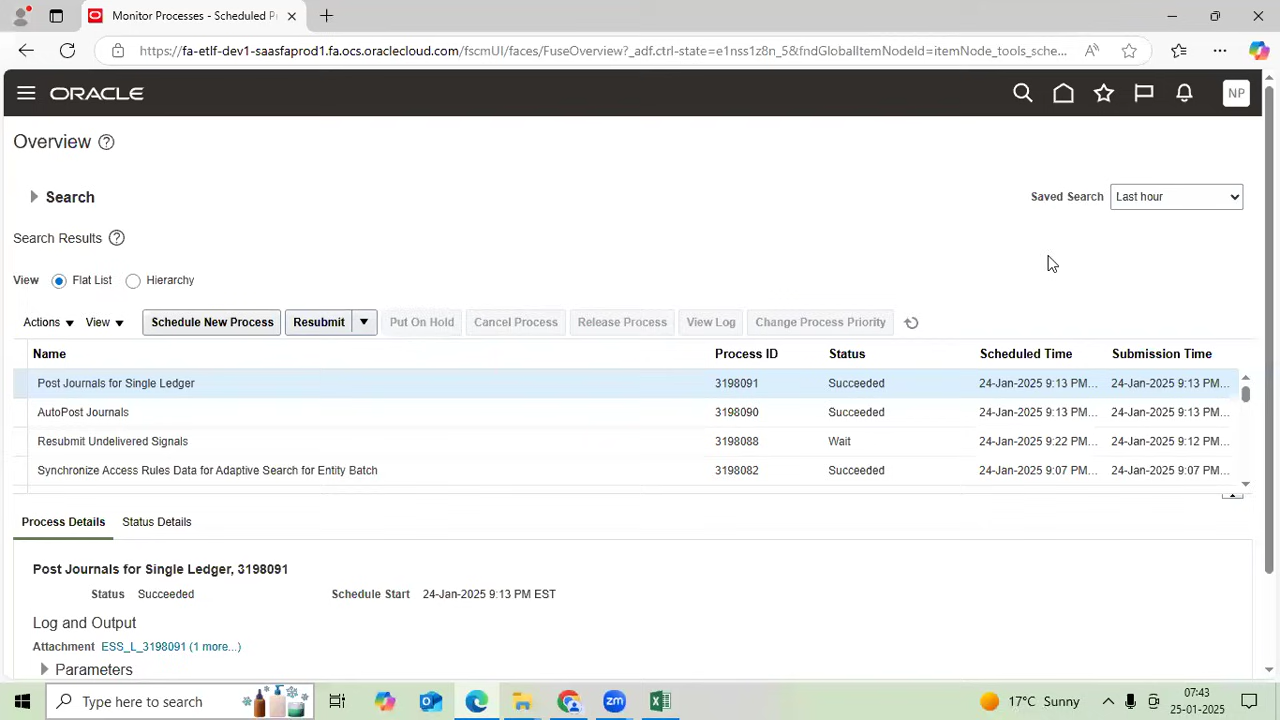 Monitor Processes - Scheduled P
https://fa-etlf-dev1-saasfaprod1.fa.ocs.oraclecloud.com/fscmUI/faces/FuseOverview?_adf.ctrl-state=e1nss1z8n_5&fndGlobalItemNodeId=itemNode_tools_sche...
ORACLE
NP
Overview
Search
Saved Search Last hour
Search Results
View Flat List Hierarchy
Actions View Schedule New Process Resubmit Put On Hold Cancel Process Release Process View Log Change Process Priority
Name Process ID Status Scheduled Time Submission Time
Post Journals for Single Ledger 3198091 Succeeded 24-Jan-2025 9:13 PM... 24-Jan-2025 9:13 PM...
AutoPost Journals 3198090 Succeeded 24-Jan-2025 9:13 PM... 24-Jan-2025 9:13 PM...
Resubmit Undelivered Signals 3198088 Wait 24-Jan-2025 9:22 PM... 24-Jan-2025 9:12 PM...
Synchronize Access Rules Data for Adaptive Search for Entity Batch 3198082 Succeeded 24-Jan-2025 9:07 PM... 24-Jan-2025 9:07 PM...
Process Details Status Details
Post Journals for Single Ledger, 3198091
Status Succeeded Schedule Start 24-Jan-2025 9:13 PM EST
Log and Output
Attachment ESS_L_3198091 (1 more...)
Parameters
Type here to search
17°C Sunny
07:43
25-01-2025